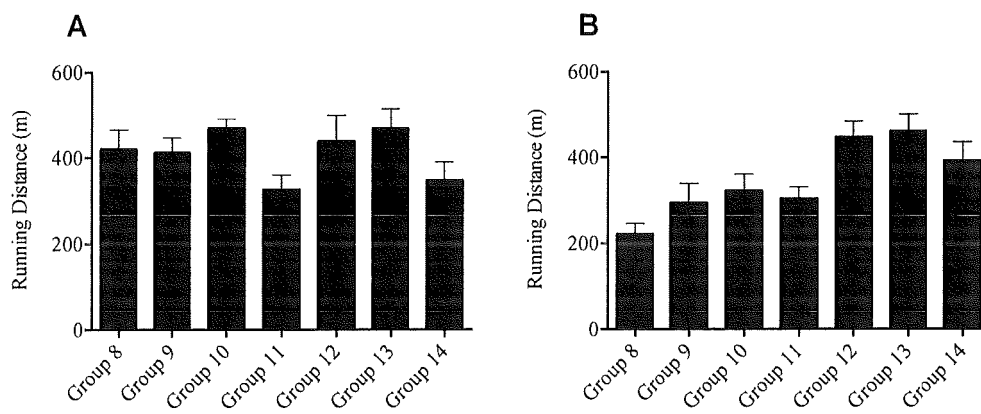 A
Running Distance (m)
600
400
200
0
Group 8
Group 9
Group 10
Group 11
Group 12
Group 13
Group 14
B
Running Distance (m)
600
400
200
0
Group 8
Group 9
Group 10
Group 11
Group 12
Group 13
Group 14